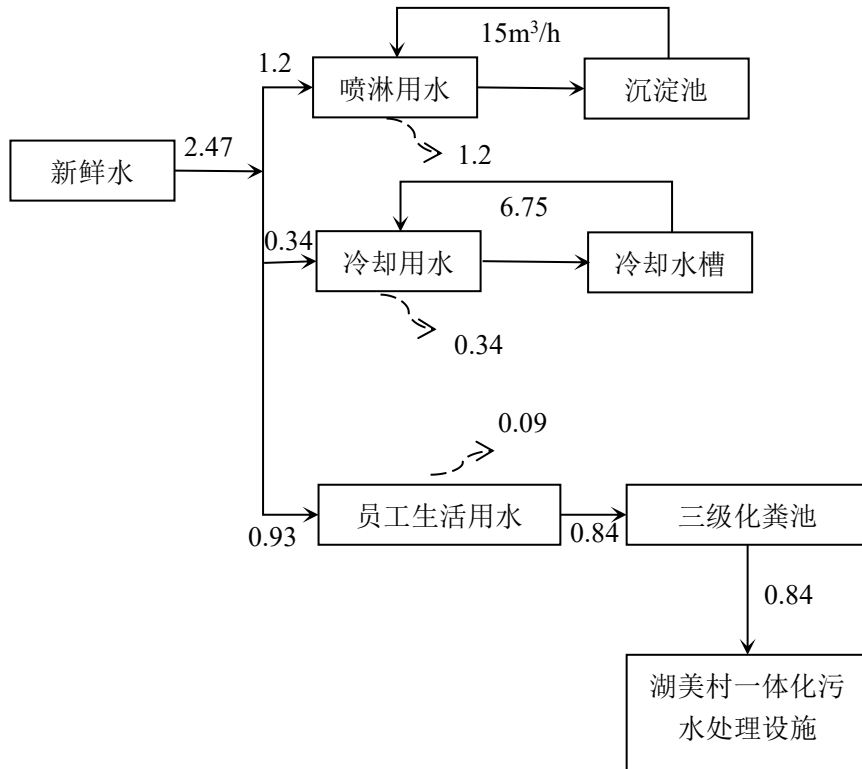 15m³/h
1.2
喷淋用水
沉淀池
2.47
新鲜水
1.2
6.75
0.34
冷却用水
冷却水槽
0.34
0.09
员工生活用水
三级化粪池
0.93
0.84
0.84
湖美村一体化污
水处理设施